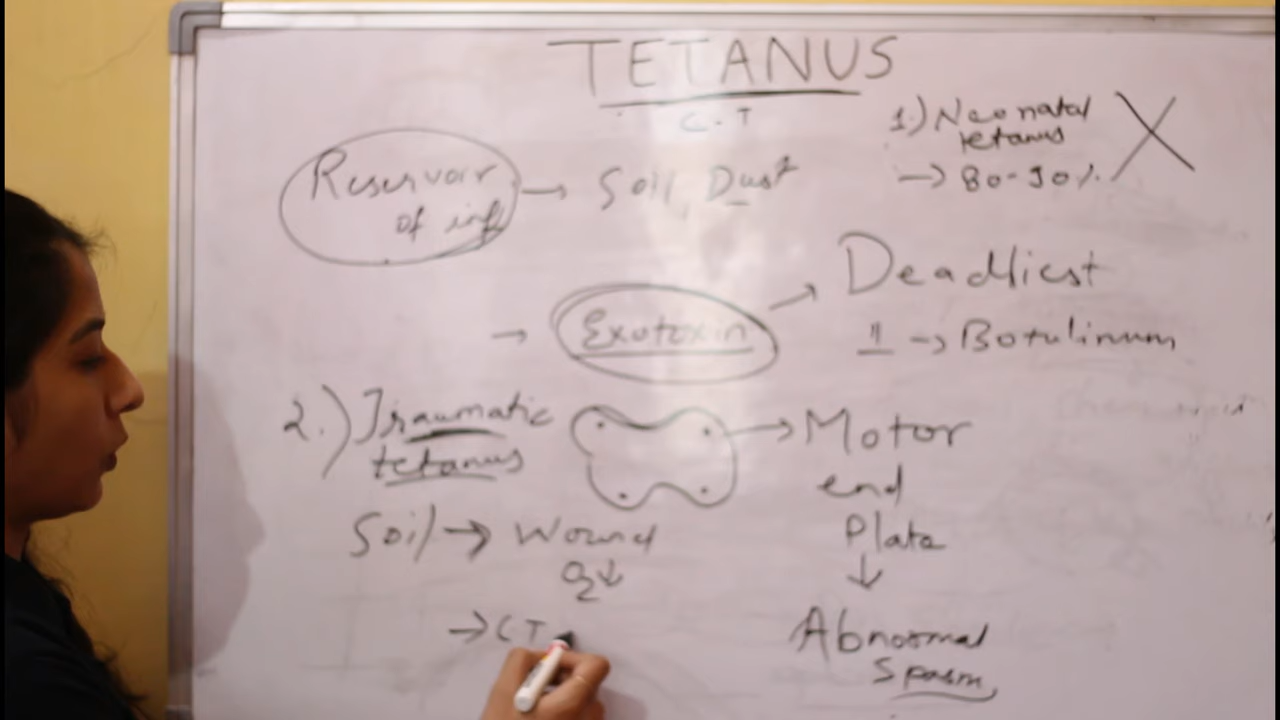 TETANUS
C.T
1.) Neonatal
tetanus
→ 80-90%
Reservoir
of inf
→ Soil, Dust
→ Exotoxin → Deadliest
1 → Botulinum
2.) Traumatic
tetanus
→ Motor
end
Plate
↓
Abnormal
Spasm
Soil → Wound
O2↓
→ CT